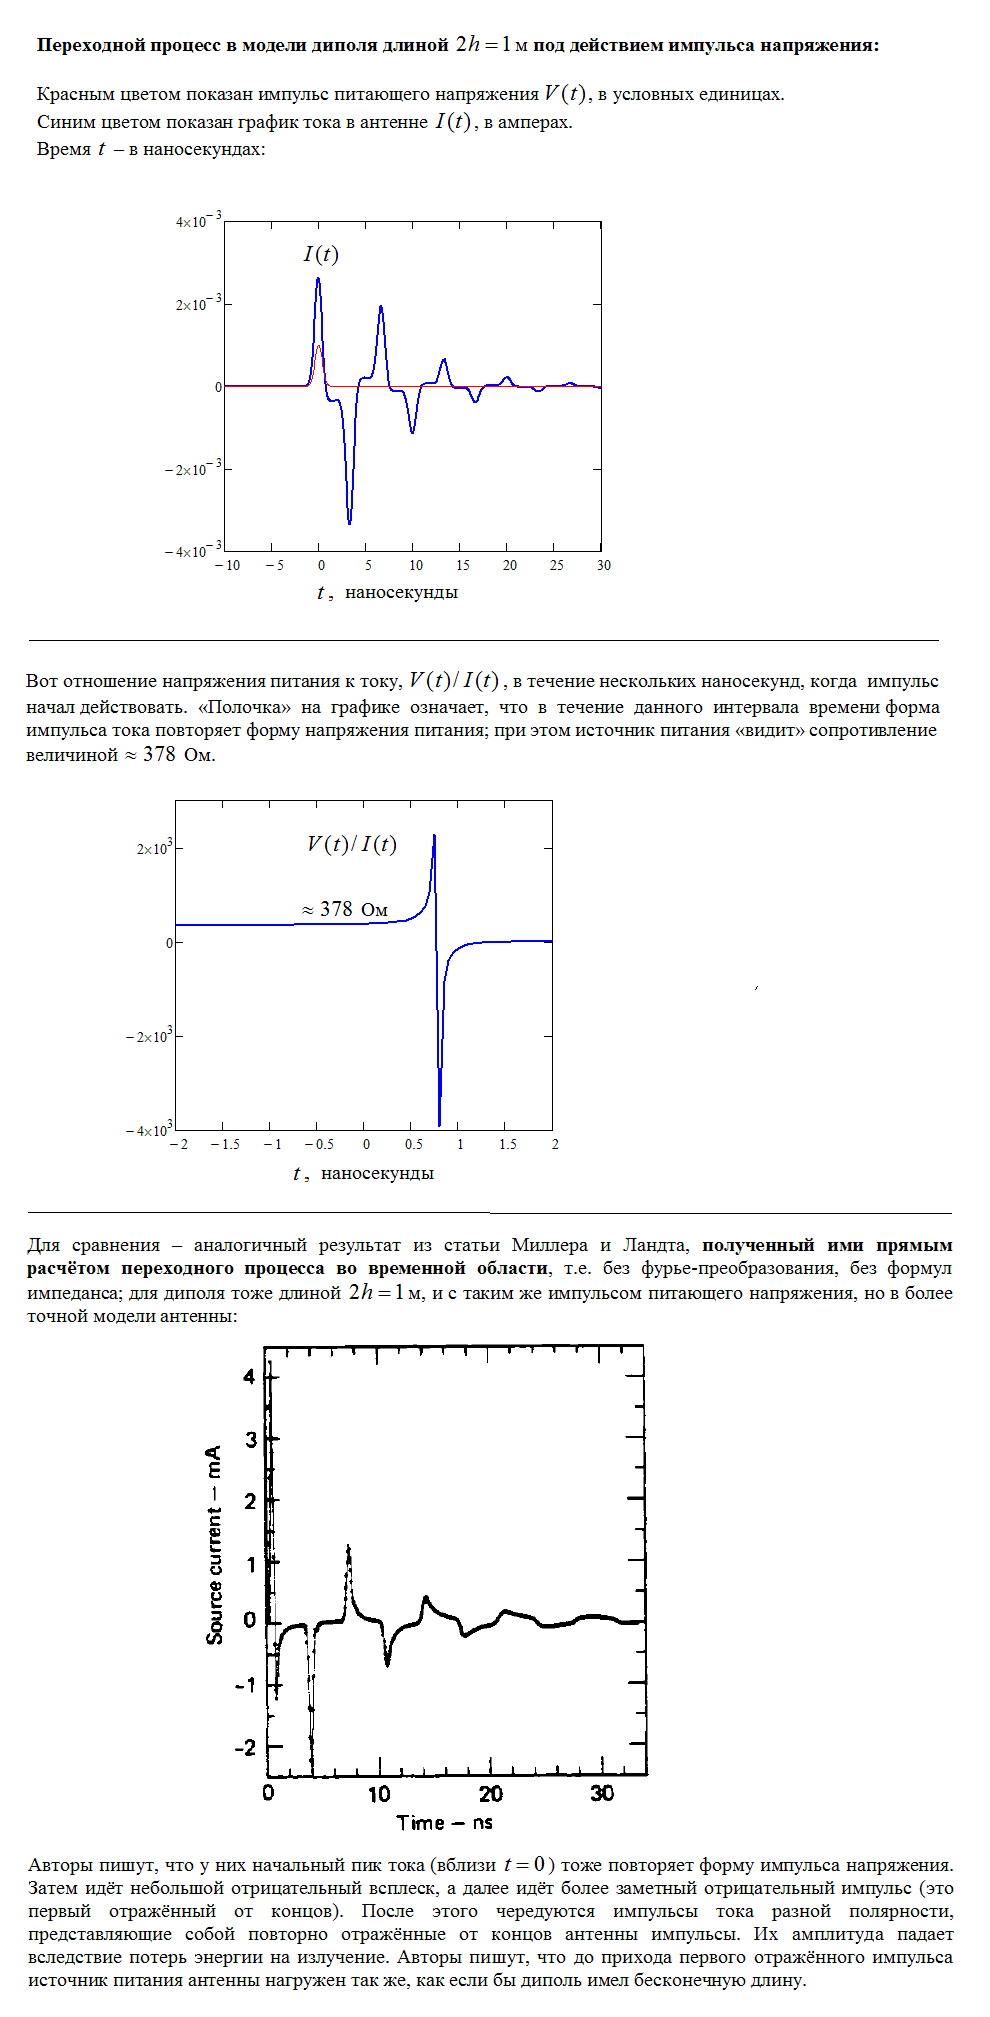 Переходной процесс в модели диполя длиной 2h = 1 м под действием импульса напряжения:
Красным цветом показан импульс питающего напряжения V(t), в условных единицах.
Синим цветом показан график тока в антенне I(t), в амперах.
Время t – в наносекундах:
4×10⁻³
I(t)
2×10⁻³
0
−2×10⁻³
−4×10⁻³
−10 −5 0 5 10 15 20 25 30
t, наносекунды
Вот отношение напряжения питания к току, V(t)/I(t), в течение нескольких наносекунд, когда импульс
начал действовать. «Полочка» на графике означает, что в течение данного интервала времени форма
импульса тока повторяет форму напряжения питания; при этом источник питания «видит» сопротивление
величиной ≈ 378 Ом.
V(t)/I(t)
2×10³
≈ 378 Ом
0
−2×10³
−4×10³
−2 −1.5 −1 −0.5 0 0.5 1 1.5 2
t, наносекунды
Для сравнения – аналогичный результат из статьи Миллера и Ландта, полученный ими прямым
расчётом переходного процесса во временной области, т.е. без фурье-преобразования, без формул
импеданса; для диполя тоже длиной 2h = 1 м, и с таким же импульсом питающего напряжения, но в более
точной модели антенны:
4
3
2
1
0
-1
-2
Source current – mA
0 10 20 30
Time – ns
Авторы пишут, что у них начальный пик тока (вблизи t = 0) тоже повторяет форму импульса напряжения.
Затем идёт небольшой отрицательный всплеск, а далее идёт более заметный отрицательный импульс (это
первый отражённый от концов). После этого чередуются импульсы тока разной полярности,
представляющие собой повторно отражённые от концов антенны импульсы. Их амплитуда падает
вследствие потерь энергии на излучение. Авторы пишут, что до прихода первого отражённого импульса
источник питания антенны нагружен так же, как если бы диполь имел бесконечную длину.